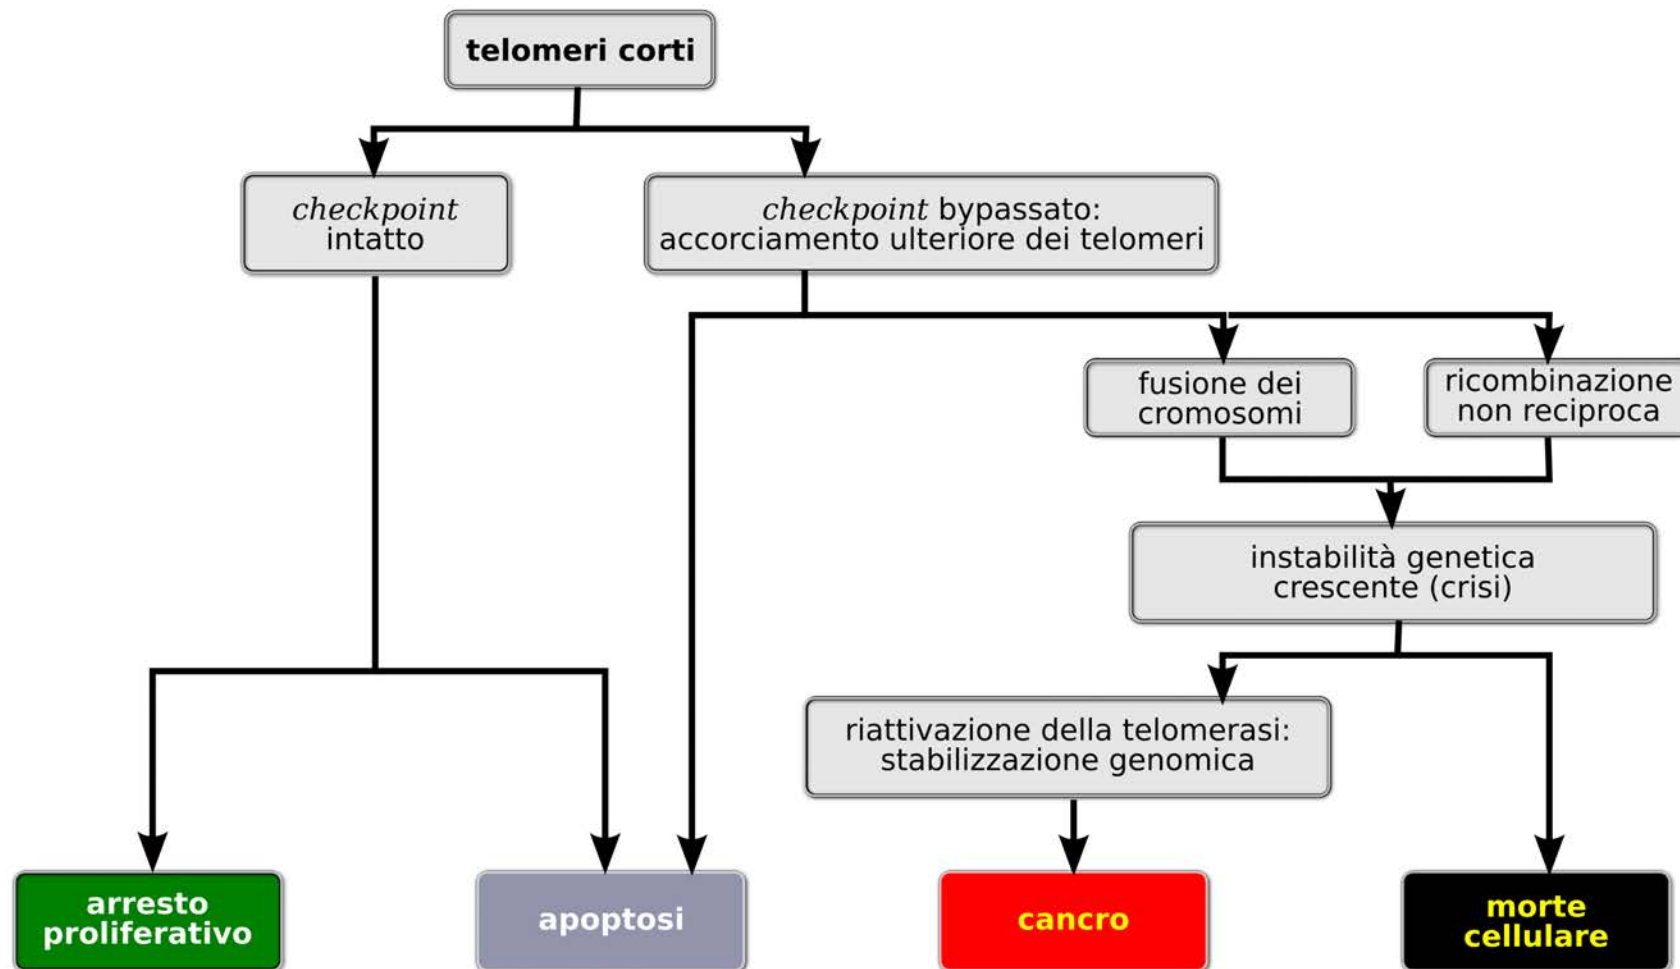 telomeri corti
checkpoint
intatto
checkpoint bypassato:
accorciamento ulteriore dei telomeri
fusione dei
cromosomi
ricombinazione
non reciproca
instabilità genetica
crescente (crisi)
riattivazione della telomerasi:
stabilizzazione genomica
arresto
proliferativo
apoptosi
cancro
morte
cellulare